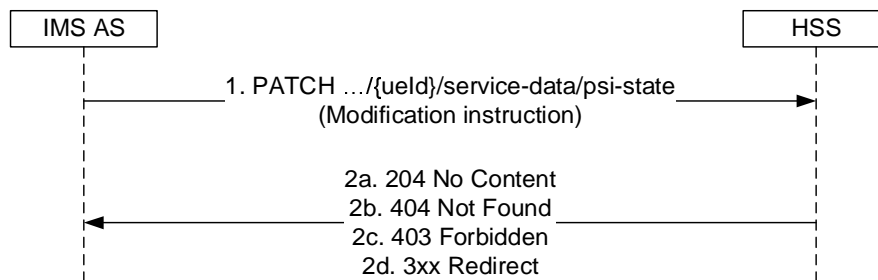 IMS AS
HSS
1. PATCH …/{ueId}/service-data/psi-state
(Modification instruction)
2a. 204 No Content
2b. 404 Not Found
2c. 403 Forbidden
2d. 3xx Redirect